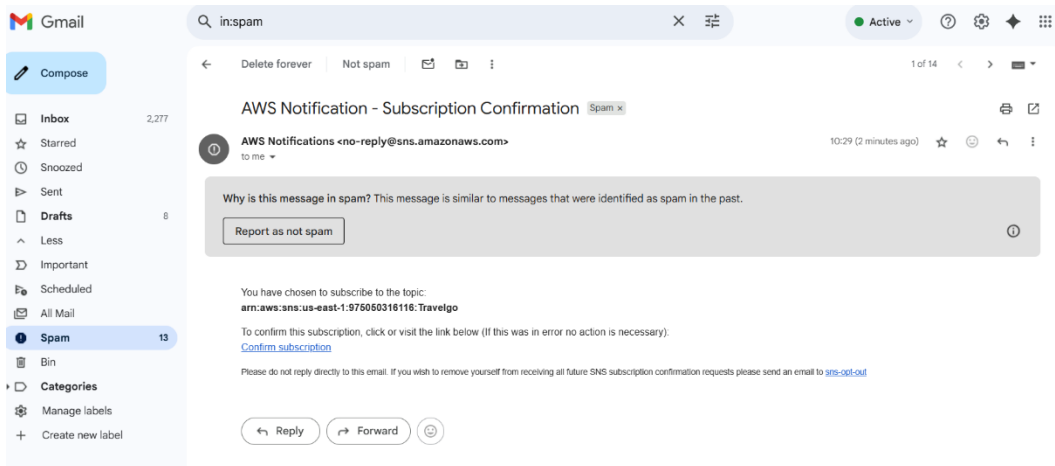 Gmail
in:spam
Active
Compose
Delete forever Not spam
1 of 14
Inbox 2,277
Starred
Snoozed
Sent
Drafts 8
Less
Important
Scheduled
All Mail
Spam 13
Bin
Categories
Manage labels
Create new label
AWS Notification - Subscription Confirmation Spam x
AWS Notifications <no-reply@sns.amazonaws.com>
10:29 (2 minutes ago)
to me
Why is this message in spam? This message is similar to messages that were identified as spam in the past.
Report as not spam
You have chosen to subscribe to the topic:
arn:aws:sns:us-east-1:975050316116:Travelgo
To confirm this subscription, click or visit the link below (If this was in error no action is necessary):
Confirm subscription
Please do not reply directly to this email. If you wish to remove yourself from receiving all future SNS subscription confirmation requests please send an email to sns-opt-out
Reply
Forward